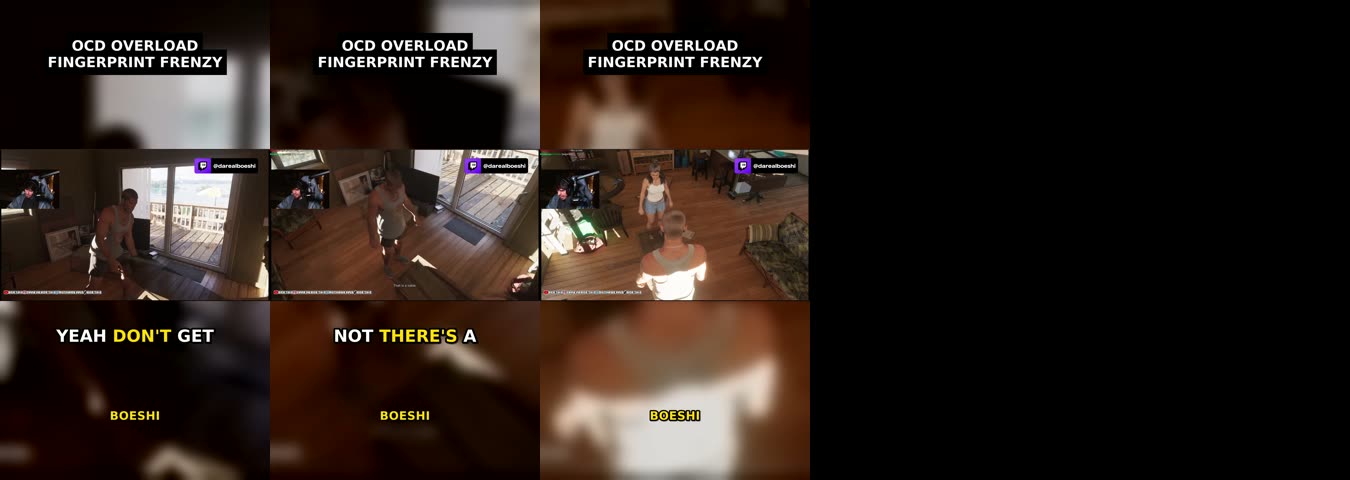 OCD OVERLOAD
FINGERPRINT FRENZY
OCD OVERLOAD
FINGERPRINT FRENZY
OCD OVERLOAD
FINGERPRINT FRENZY
@darealboeshi
@darealboeshi
@darealboeshi
YEAH DON'T GET
NOT THERE'S A
BOESHI
BOESHI
BOESHI